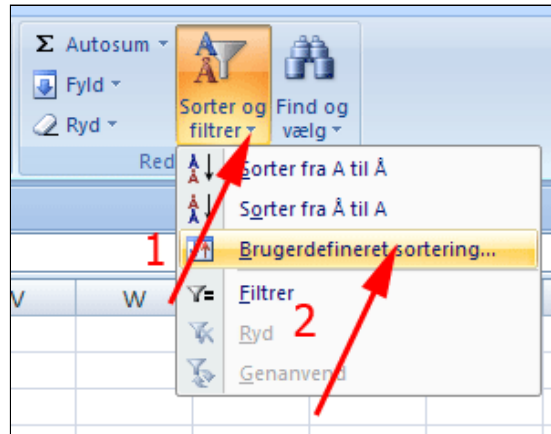 Σ Autosum
Fyld
Ryd
Sorter og
filtrer
Find og
vælg
Red
Sorter fra A til Å
Sorter fra Å til A
Brugerdefineret sortering...
Filtrer
Ryd
Genanvend
1
2
V W